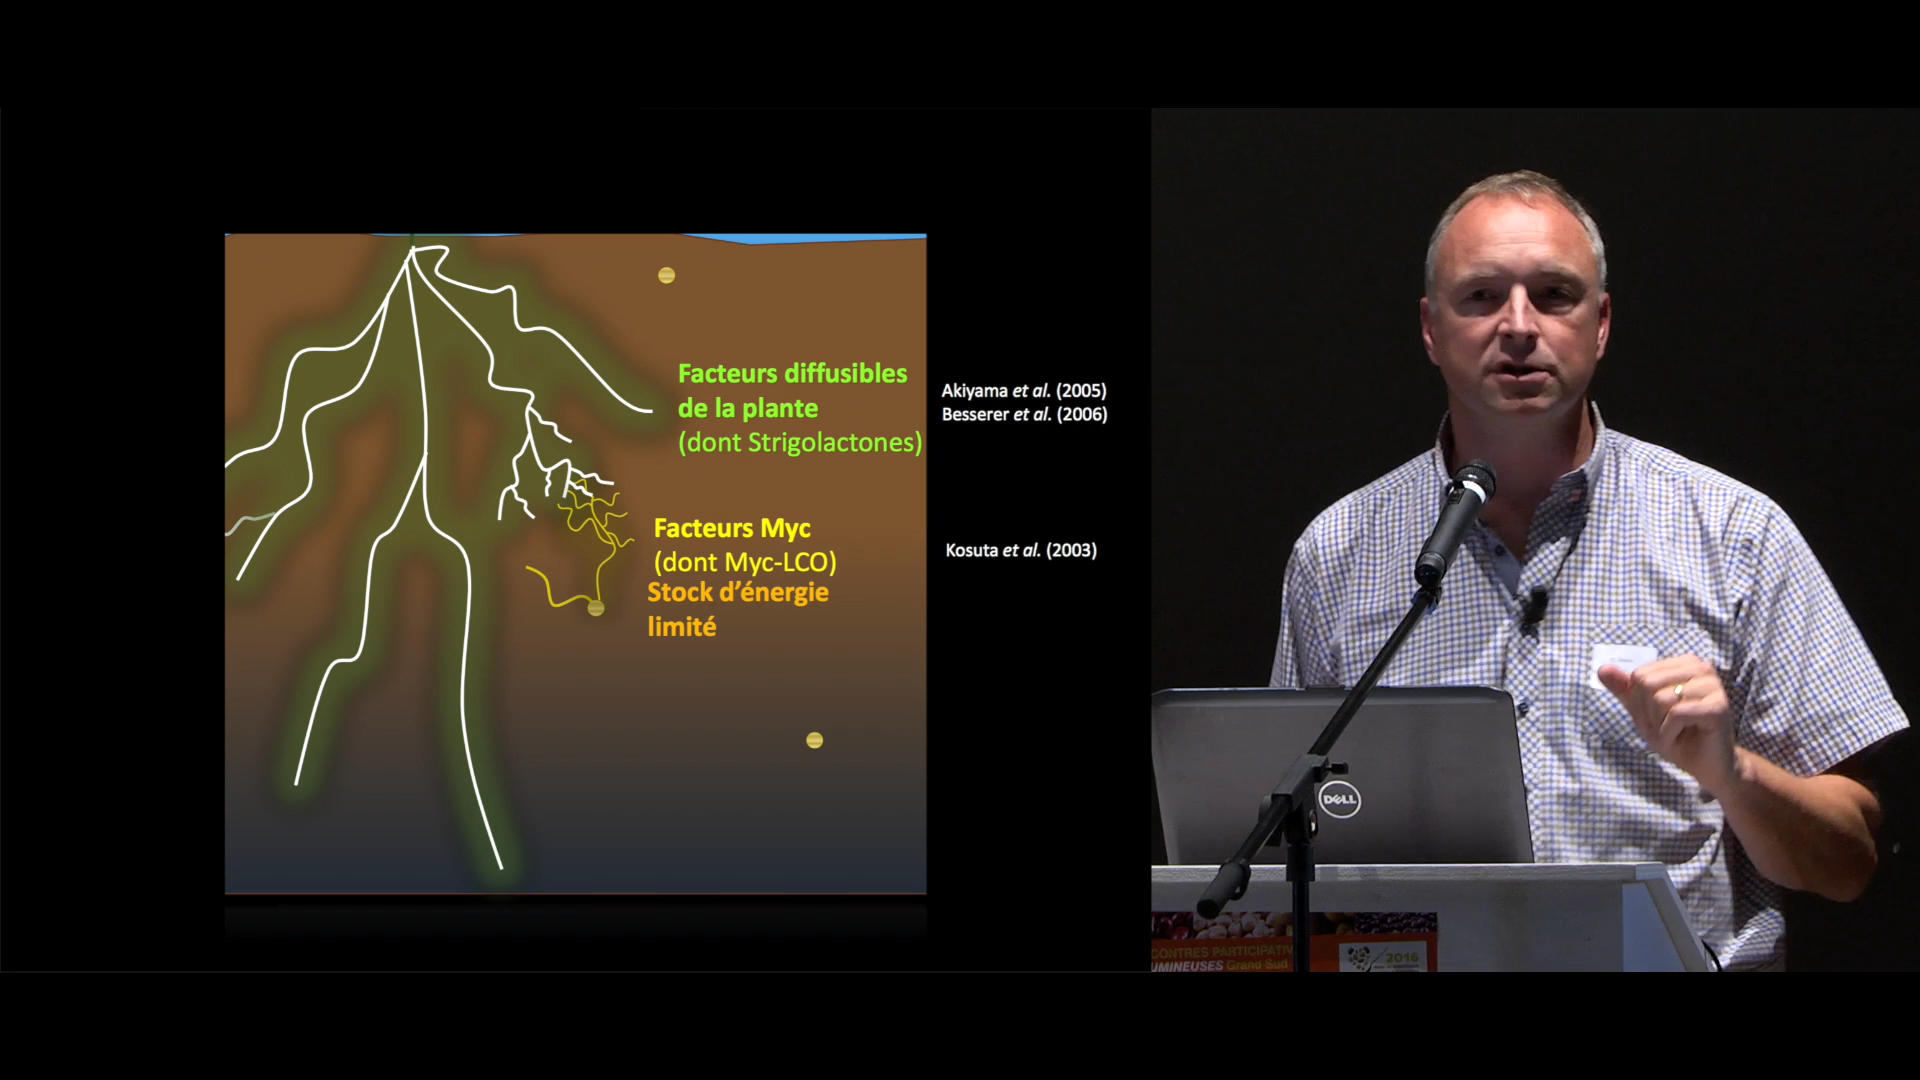 Facteurs diffusibles
de la plante
(dont Strigolactones)
Akiyama et al. (2005)
Besserer et al. (2006)
Facteurs Myc
(dont Myc-LCO)
Kosuta et al. (2003)
Stock d’énergie
limité
DELL
CONTRES PARTICIPATIV
UMINEUSES Grand Sud
2016